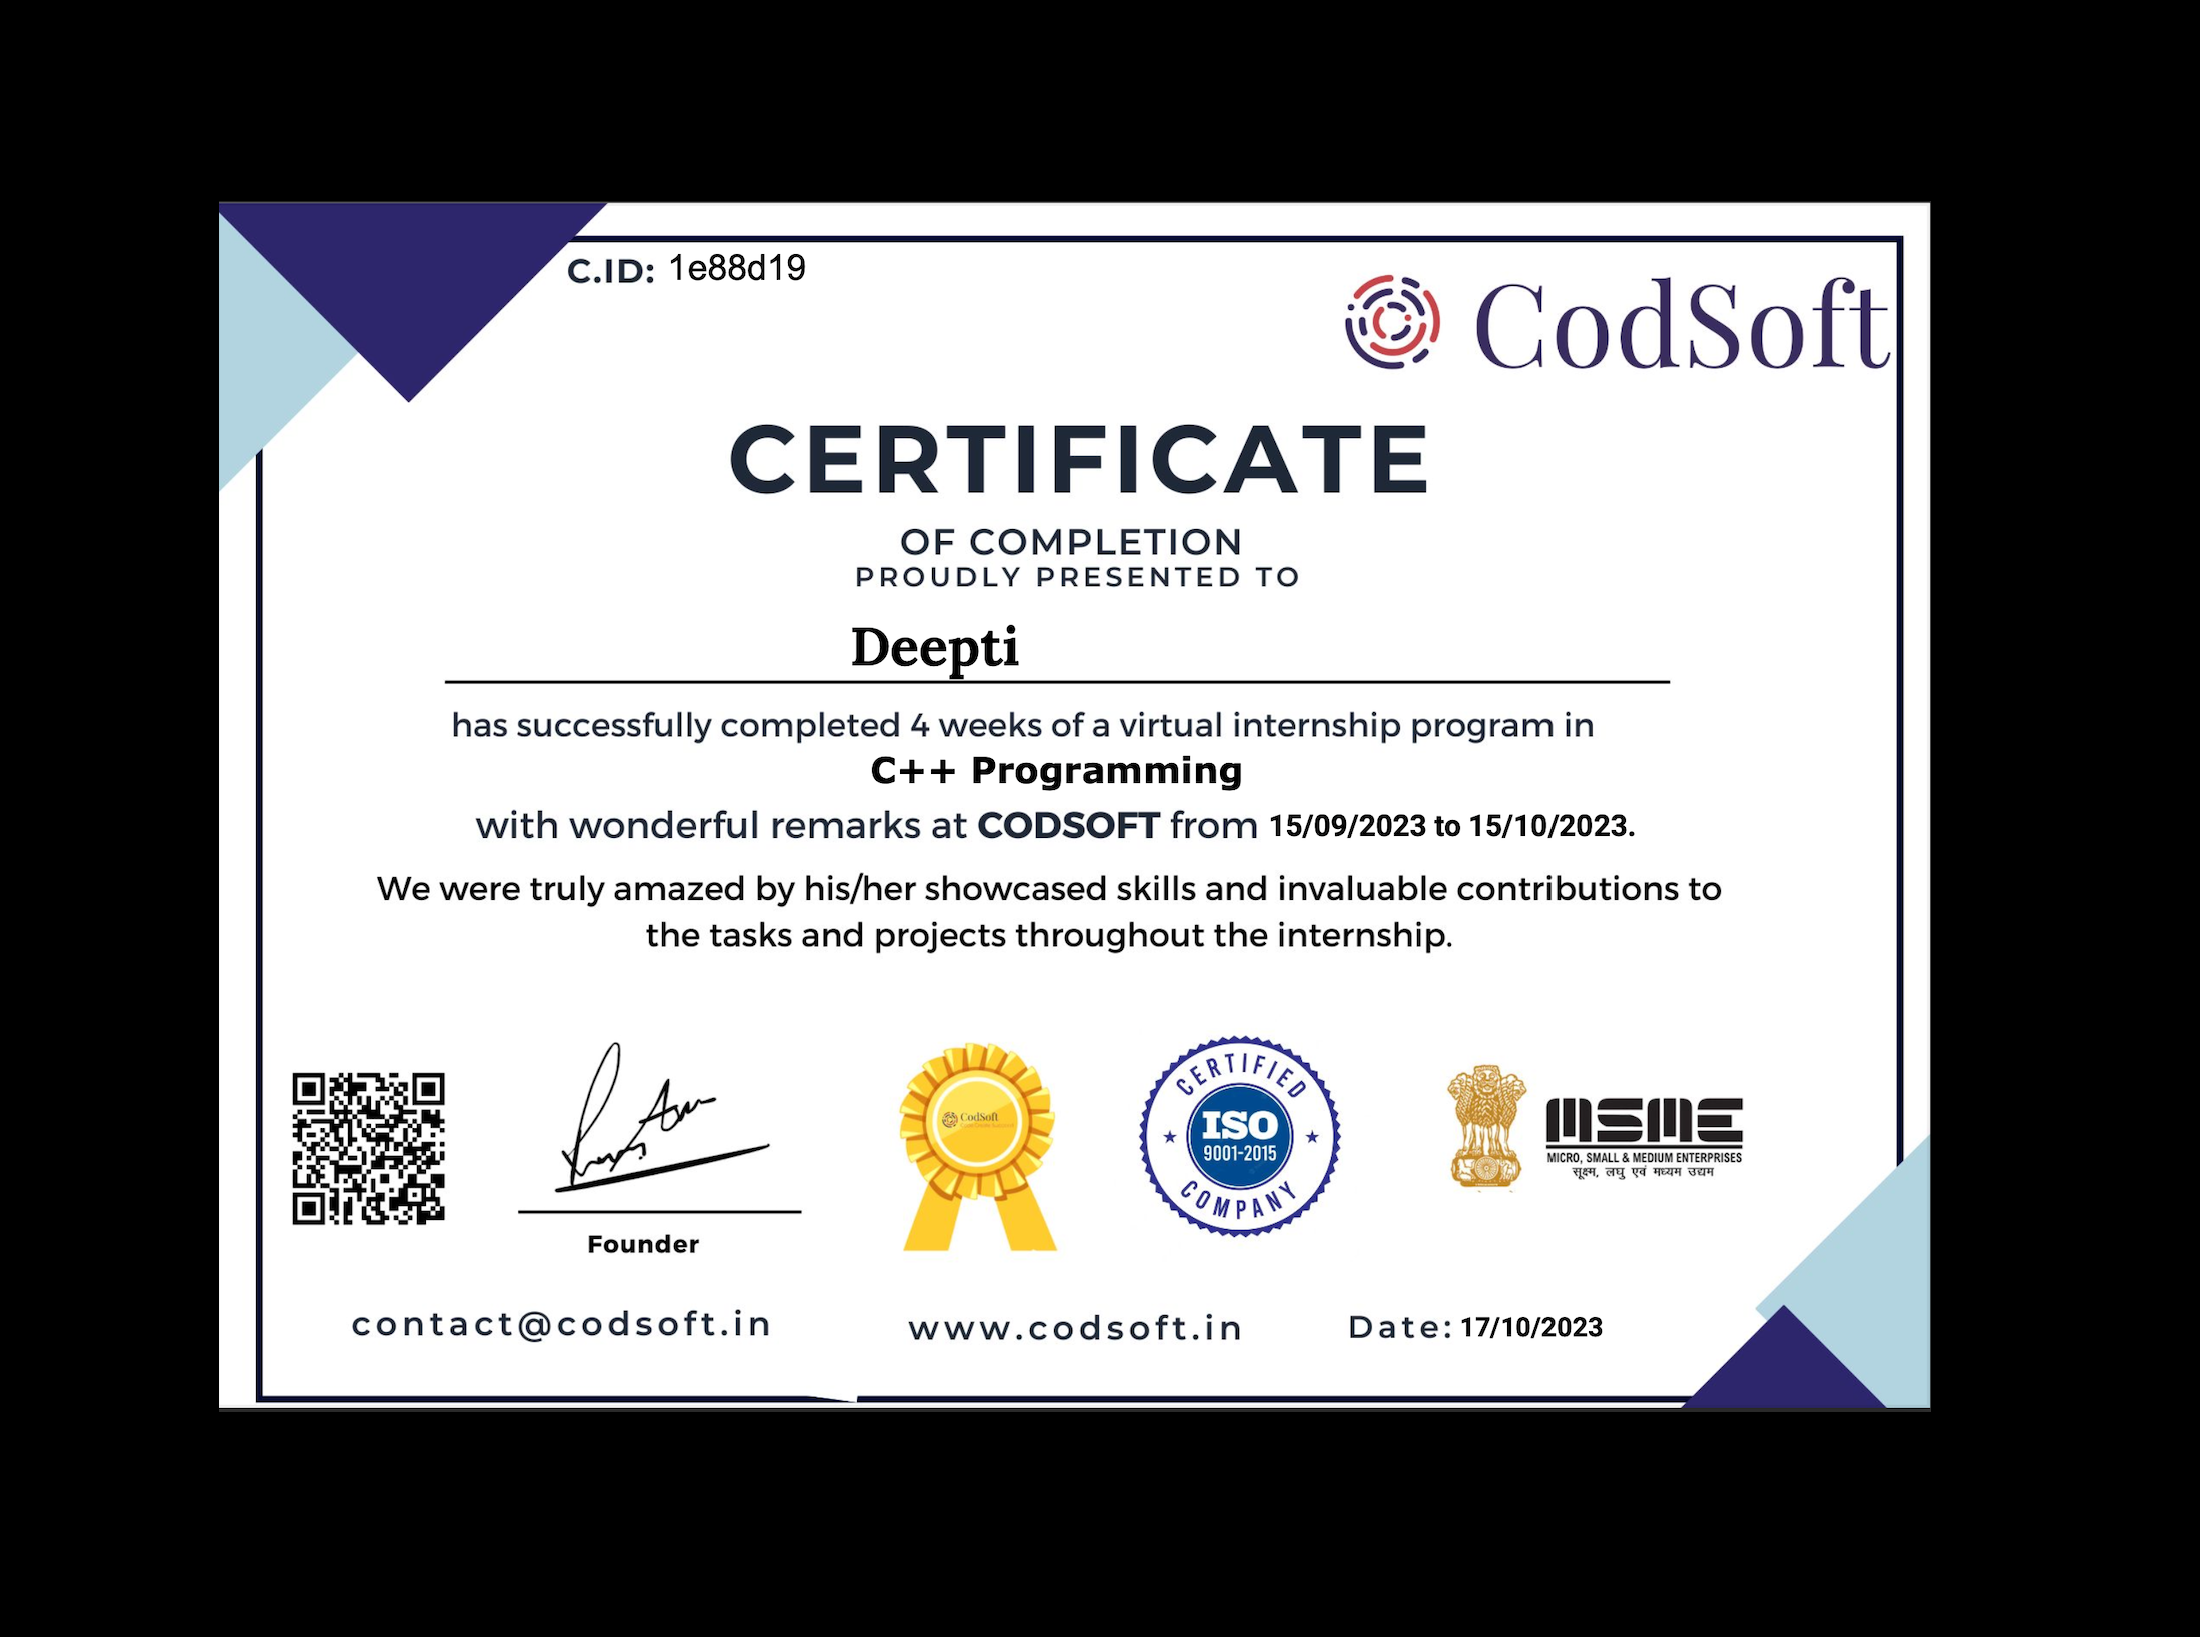 C.ID: 1e88d19
CodSoft
CERTIFICATE
OF COMPLETION
PROUDLY PRESENTED TO
Deepti
has successfully completed 4 weeks of a virtual internship program in
C++ Programming
with wonderful remarks at CODSOFT from 15/09/2023 to 15/10/2023.
We were truly amazed by his/her showcased skills and invaluable contributions to
the tasks and projects throughout the internship.
CodSoft
CERTIFIED
ISO
9001-2015
COMPANY
MSME
MICRO, SMALL & MEDIUM ENTERPRISES
सूक्ष्म, लघु एवं मध्यम उद्यम
Founder
contact@codsoft.in
www.codsoft.in
Date: 17/10/2023